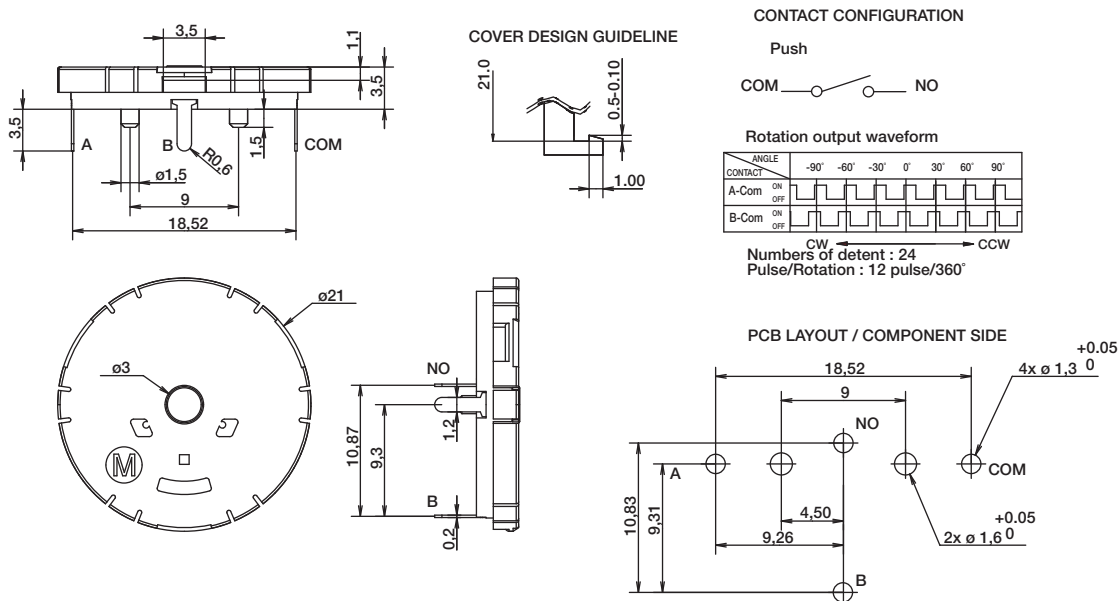 3,5
1,1
3,5
3,5
A
B
COM
1,5
R0,6
ø1,5
9
18,52
COVER DESIGN GUIDELINE
21.0
0.5-0.10
1.00
CONTACT CONFIGURATION
Push
COM
NO
Rotation output waveform
ANGLE
CONTACT
-90° -60° -30° 0° 30° 60° 90°
A-Com ON
OFF
B-Com ON
OFF
CW CCW
Numbers of detent : 24
Pulse/Rotation : 12 pulse/360°
ø21
ø3
M
NO
10,87
9,3
1,2
B
0,2
PCB LAYOUT / COMPONENT SIDE
18,52
4x ø 1,3 +0.05
0
9
NO
A
COM
10,83
9,31
4,50
9,26
2x ø 1,6 +0.05
0
B